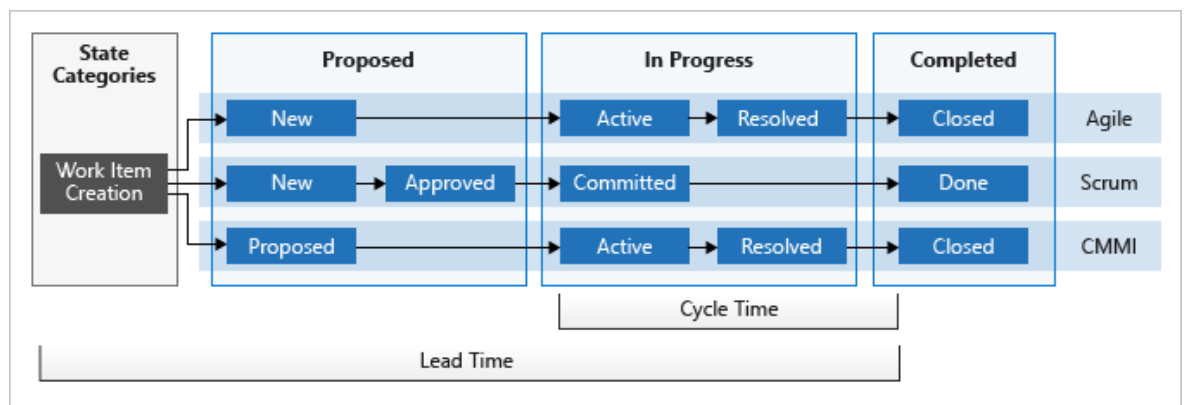 State
Categories
Proposed
In Progress
Completed
New
Active
Resolved
Closed
Agile
Work Item
Creation
New
Approved
Committed
Done
Scrum
Proposed
Active
Resolved
Closed
CMMI
Cycle Time
Lead Time